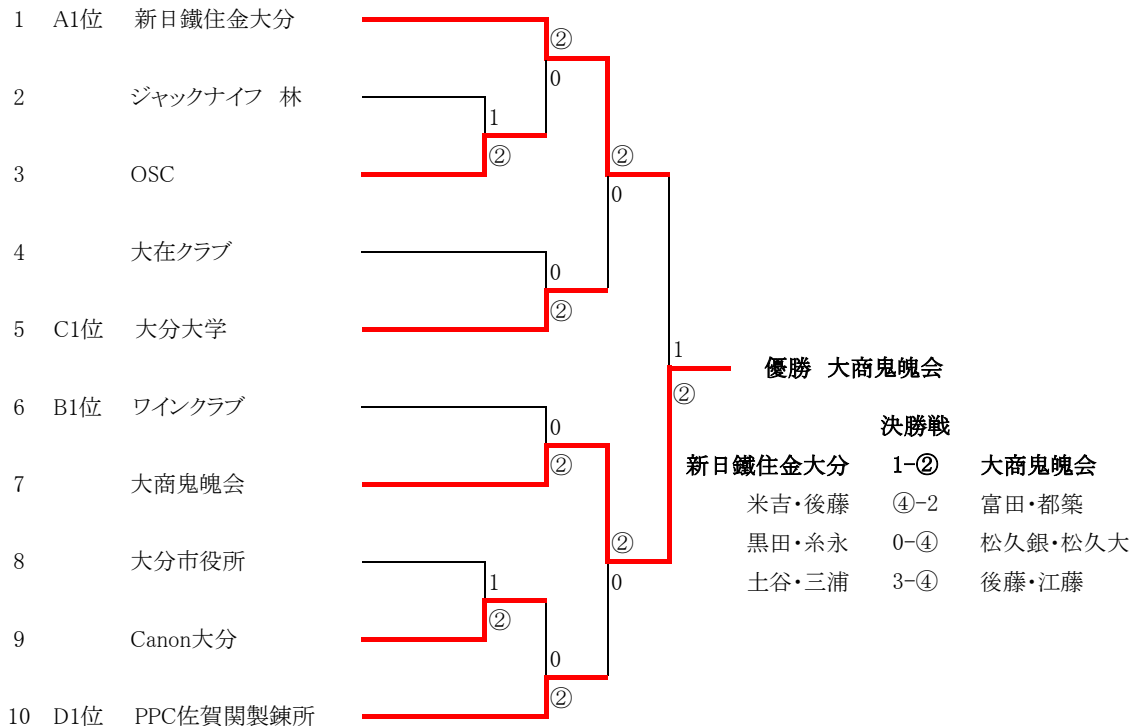 1 A1位 新日鐵住金大分
②
0
2 ジャックナイフ 林
1
②
②
3 OSC
0
4 大在クラブ
0
②
5 C1位 大分大学
1
優勝 大商鬼魄会
②
6 B1位 ワインクラブ
0
決勝戦
②
新日鐵住金大分 1-② 大商鬼魄会
7 大商鬼魄会
米吉・後藤 ④-2 富田・都築
②
黒田・糸永 0-④ 松久銀・松久大
8 大分市役所
1
0
土谷・三浦 3-④ 後藤・江藤
②
9 Canon大分
0
②
10 D1位 PPC佐賀関製錬所